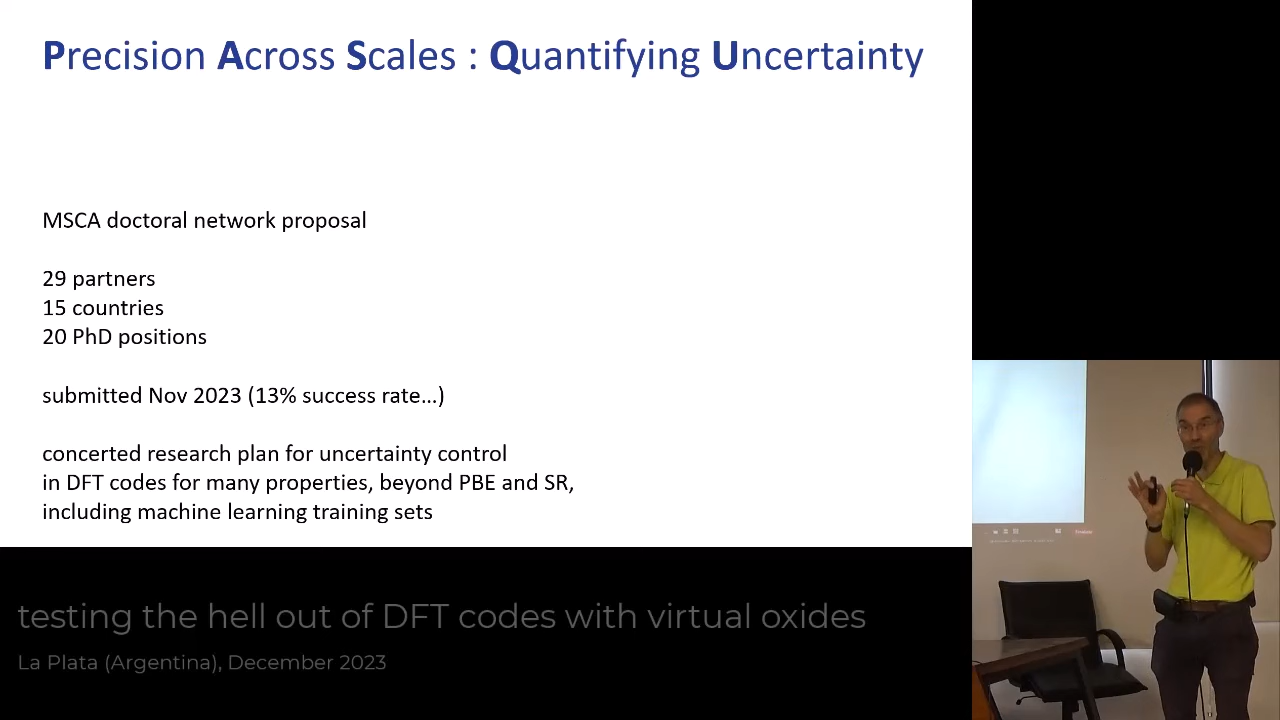 Precision Across Scales : Quantifying Uncertainty
MSCA doctoral network proposal
29 partners
15 countries
20 PhD positions
submitted Nov 2023 (13% success rate...)
concerted research plan for uncertainty control
in DFT codes for many properties, beyond PBE and SR,
including machine learning training sets
testing the hell out of DFT codes with virtual oxides
La Plata (Argentina), December 2023